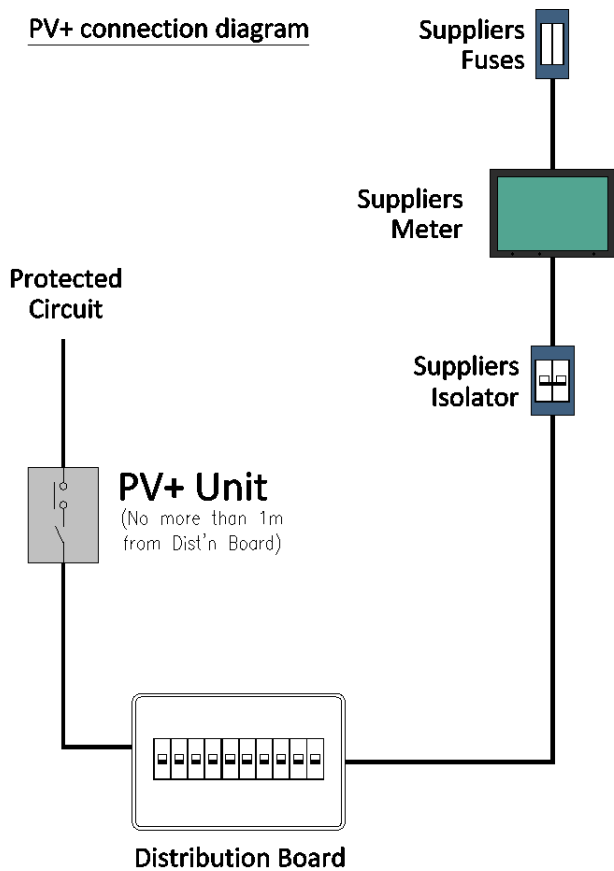 PV+ connection diagram
Suppliers
Fuses
Suppliers
Meter
Protected
Circuit
Suppliers
Isolator
PV+ Unit
(No more than 1m
from Dist'n Board)
Distribution Board